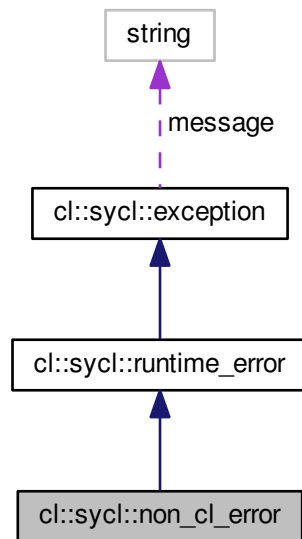 string
message
cl::sycl::exception
cl::sycl::runtime_error
cl::sycl::non_cl_error